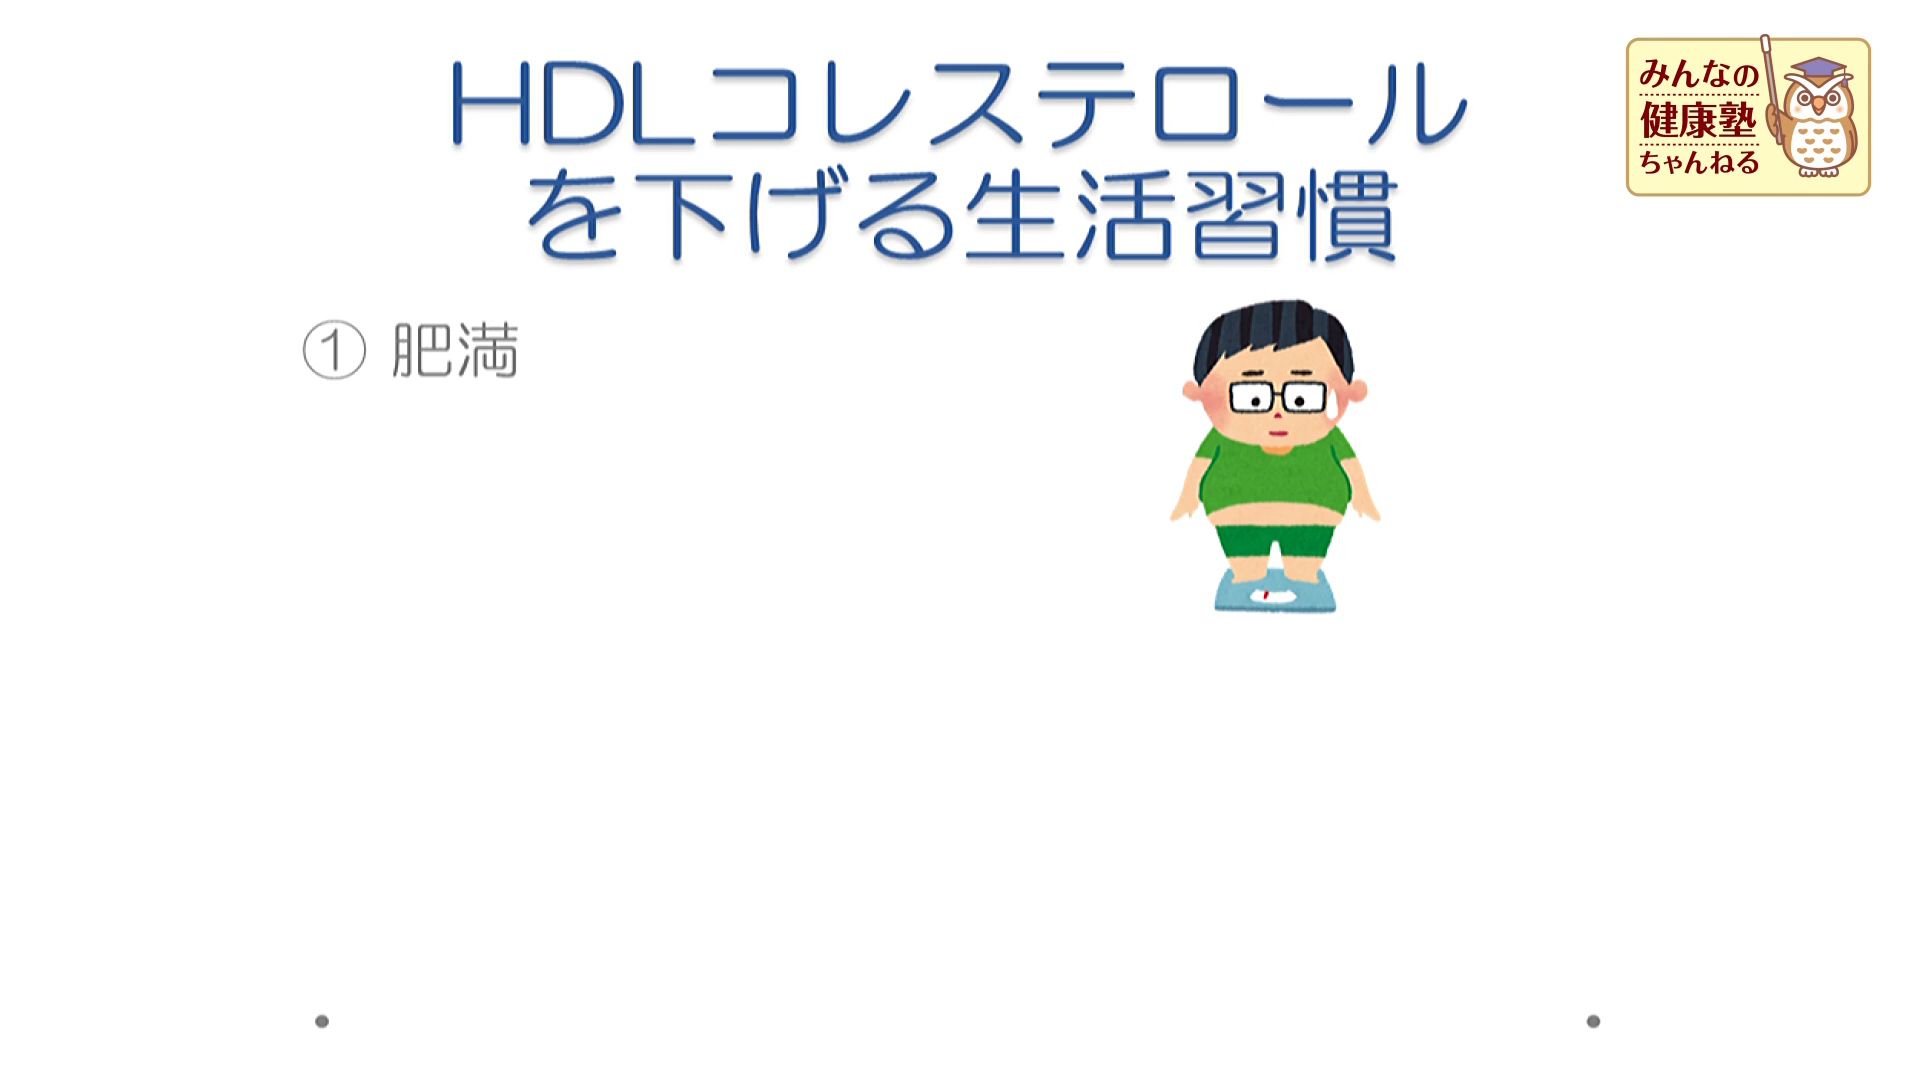 HDLコレステロール
を下げる生活習慣
みんなの
健康塾
ちゃんねる
① 肥満